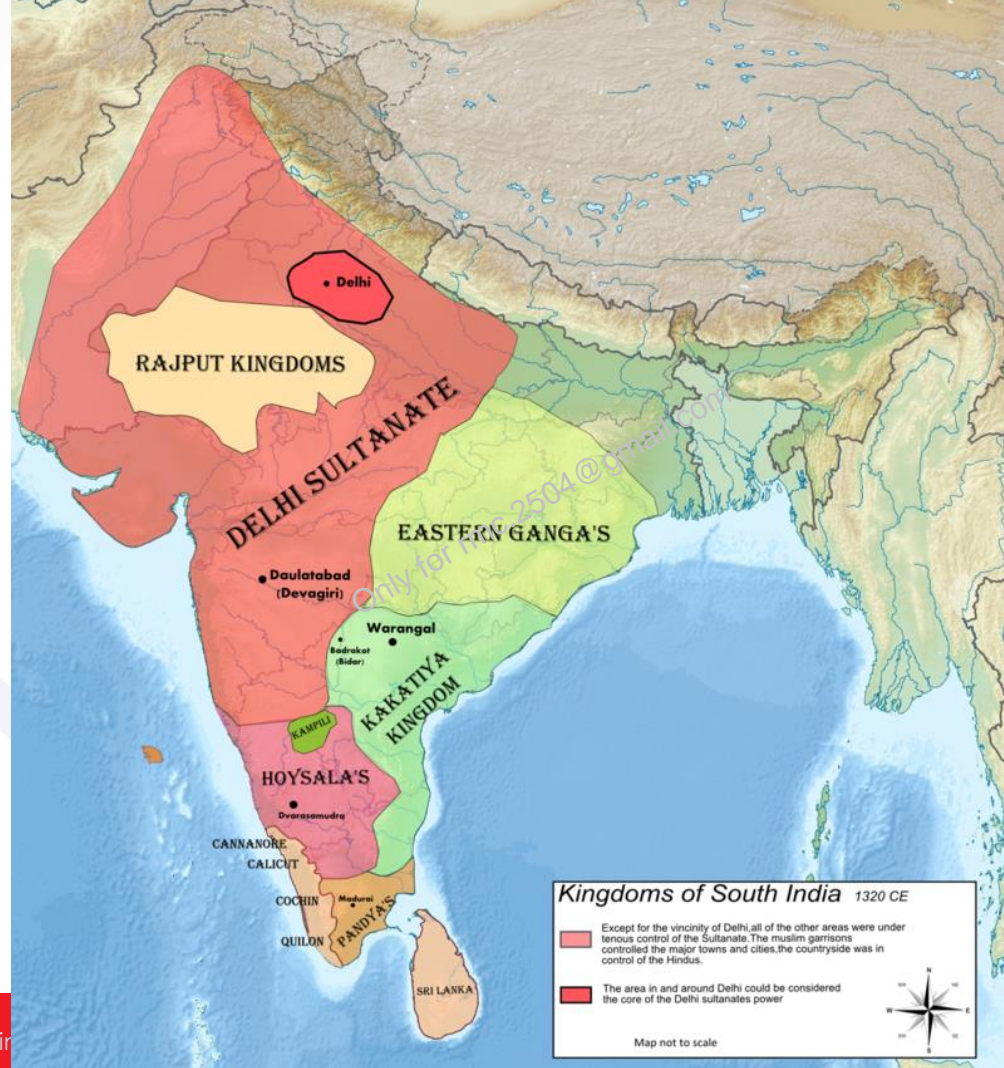 Delhi
RAJPUT KINGDOMS
DELHI SULTANATE
EASTERN GANGA'S
Daulatabad
(Devagiri)
Warangal
Badrakot
(Bidar)
KAKATIYA
KINGDOM
KAMPILI
HOYSALA'S
Dvarasamudra
CANNANORE
CALICUT
COCHIN
Madurai
PANDYA'S
QUILON
SRI LANKA
Kingdoms of South India 1320 CE
Except for the vincinity of Delhi,all of the other areas were under
tenous control of the Sultanate.The muslim garrisons
controlled the major towns and cities,the countryside was in
control of the Hindus.
The area in and around Delhi could be considered
the core of the Delhi sultanates power
Map not to scale
N
NW
NE
W
E
SW
SE
S